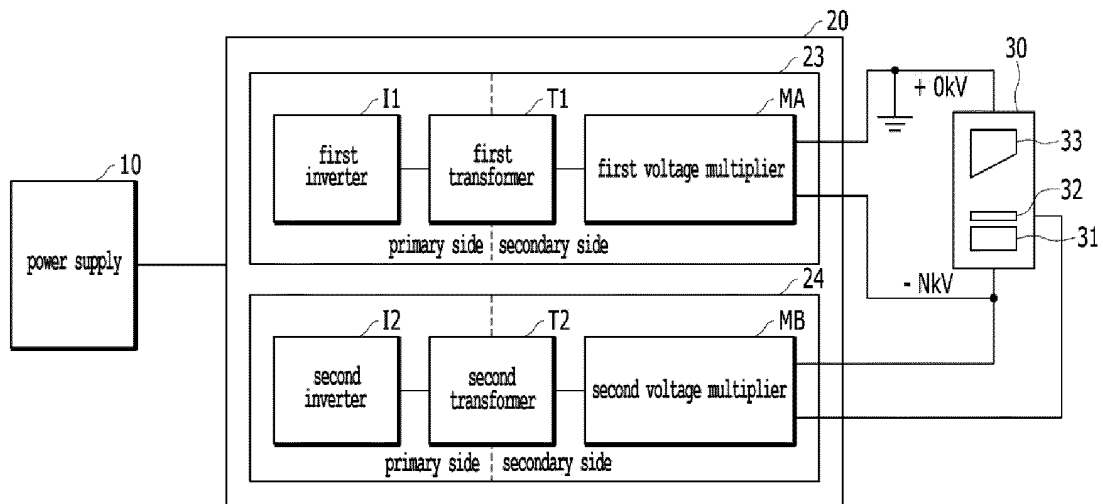 20
23
30
I1
T1
MA
+ 0kV
33
first
inverter
first
transformer
first voltage multiplier
10
32
31
power supply
primary side
secondary side
- NkV
24
I2
T2
MB
second
inverter
second
transformer
second voltage multiplier
primary side
secondary side